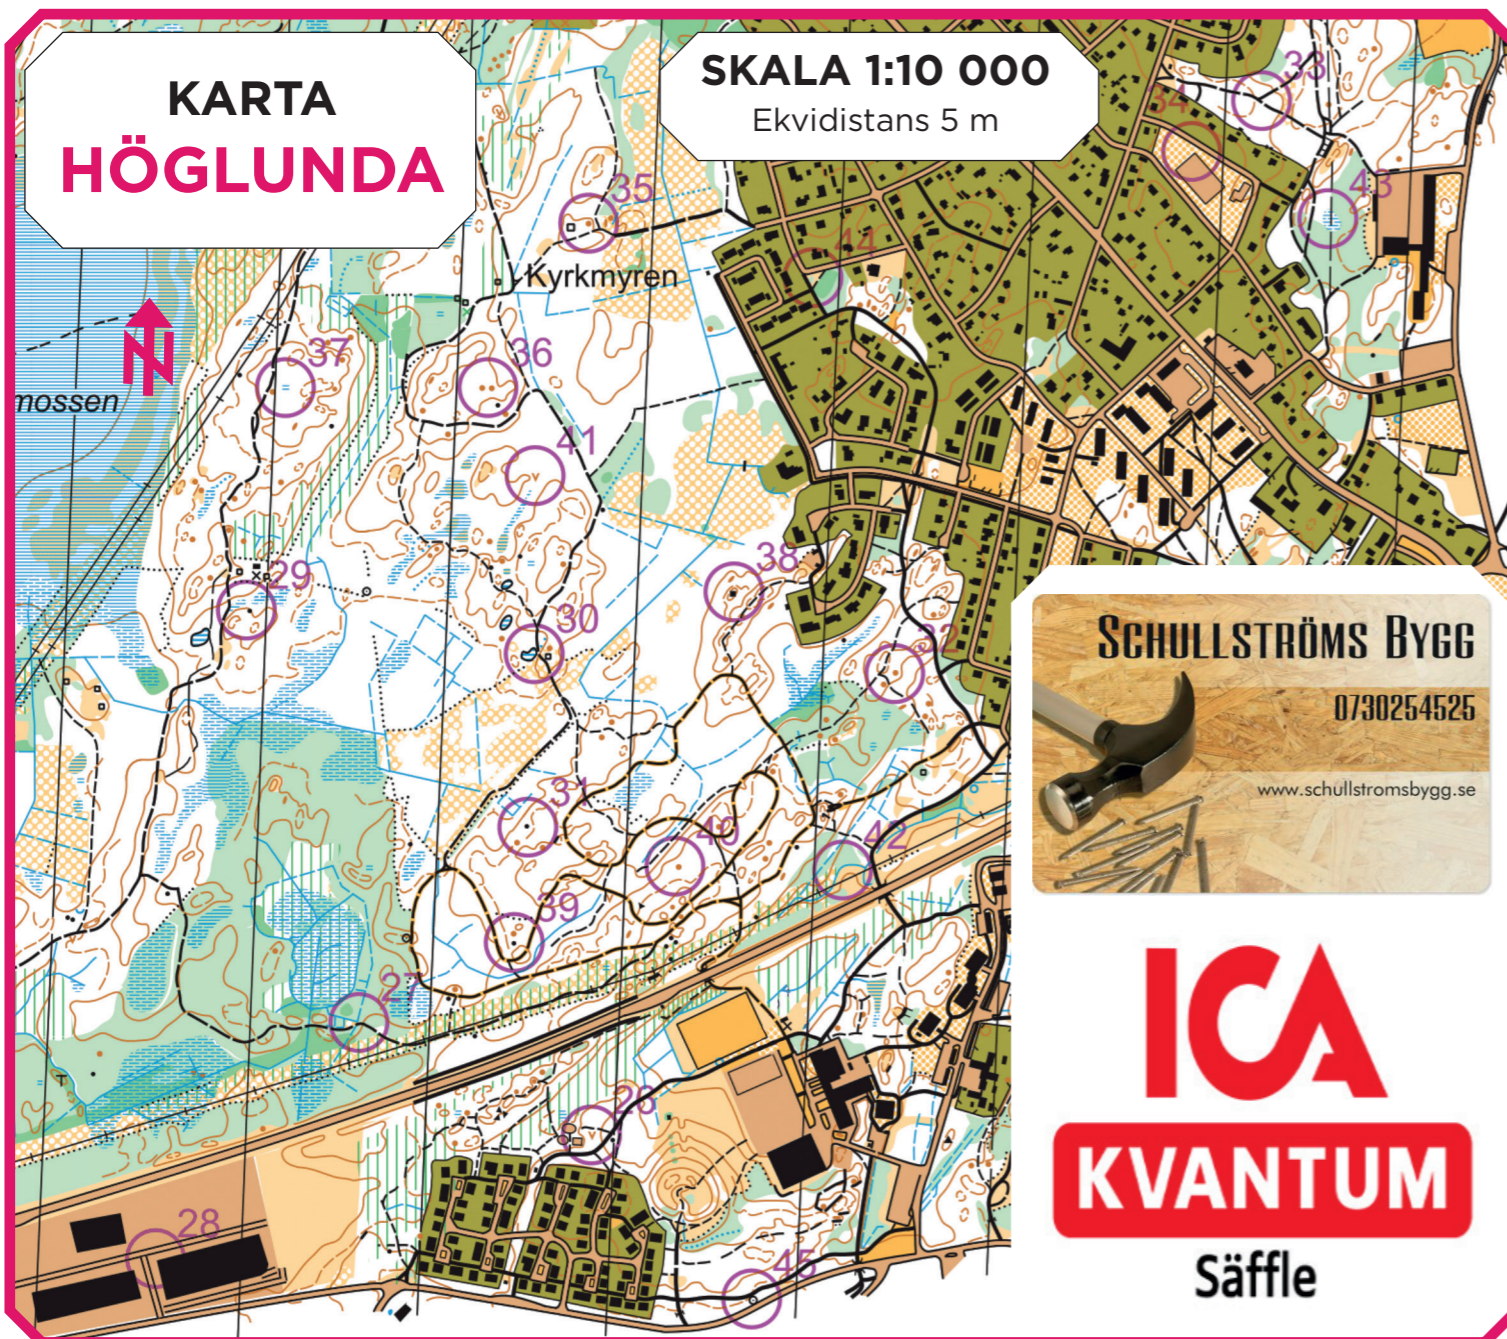 KARTA
HÖGLUNDA
SKALA 1:10 000
Ekvidistans 5 m
33
34
35
43
44
Kyrkmyren
N
37
36
mossen
41
38
29
30
32
SCHULLSTRÖMS BYGG
0730254525
www.schullstromsbygg.se
31
40
42
39
27
26
28
45
ICA
KVANTUM
Säffle